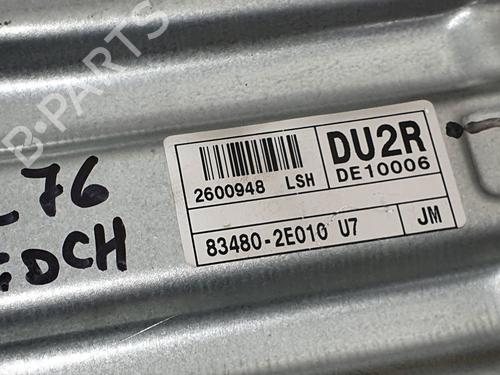 B-PARTS
DU2R
2600948 LSH
DE10006
83480-2E010 U7
JM
76
DCH